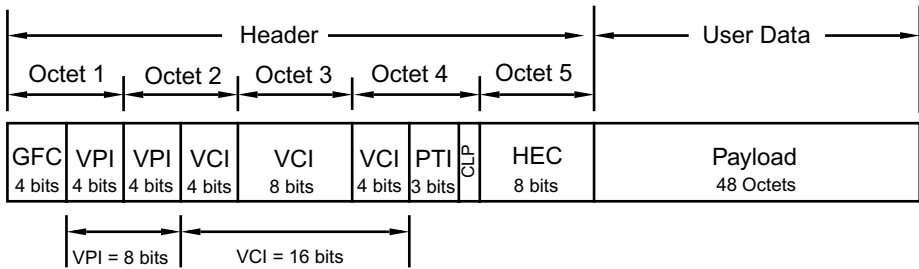 Header User Data
Octet 1 Octet 2 Octet 3 Octet 4 Octet 5
GFC VPI VPI VCI VCI VCI PTI CLP HEC Payload
4 bits 4 bits 4 bits 4 bits 8 bits 4 bits 3 bits 8 bits 48 Octets
VPI = 8 bits VCI = 16 bits